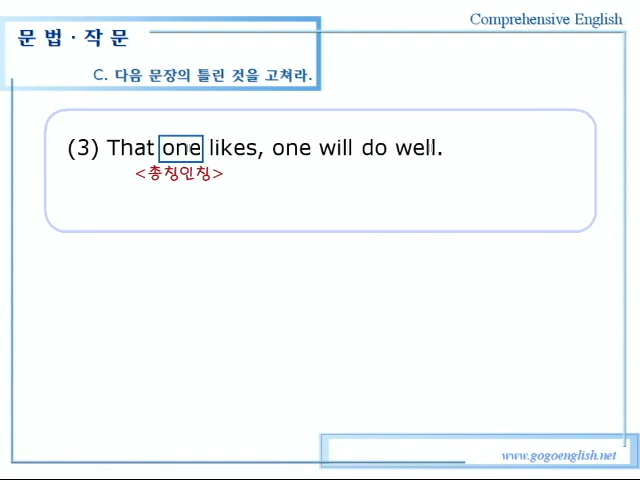 Comprehensive English
문 법 · 작 문
C. 다음 문장의 틀린 것을 고쳐라.
(3) That one likes, one will do well.
<총칭인칭>
www.gogoenglish.net